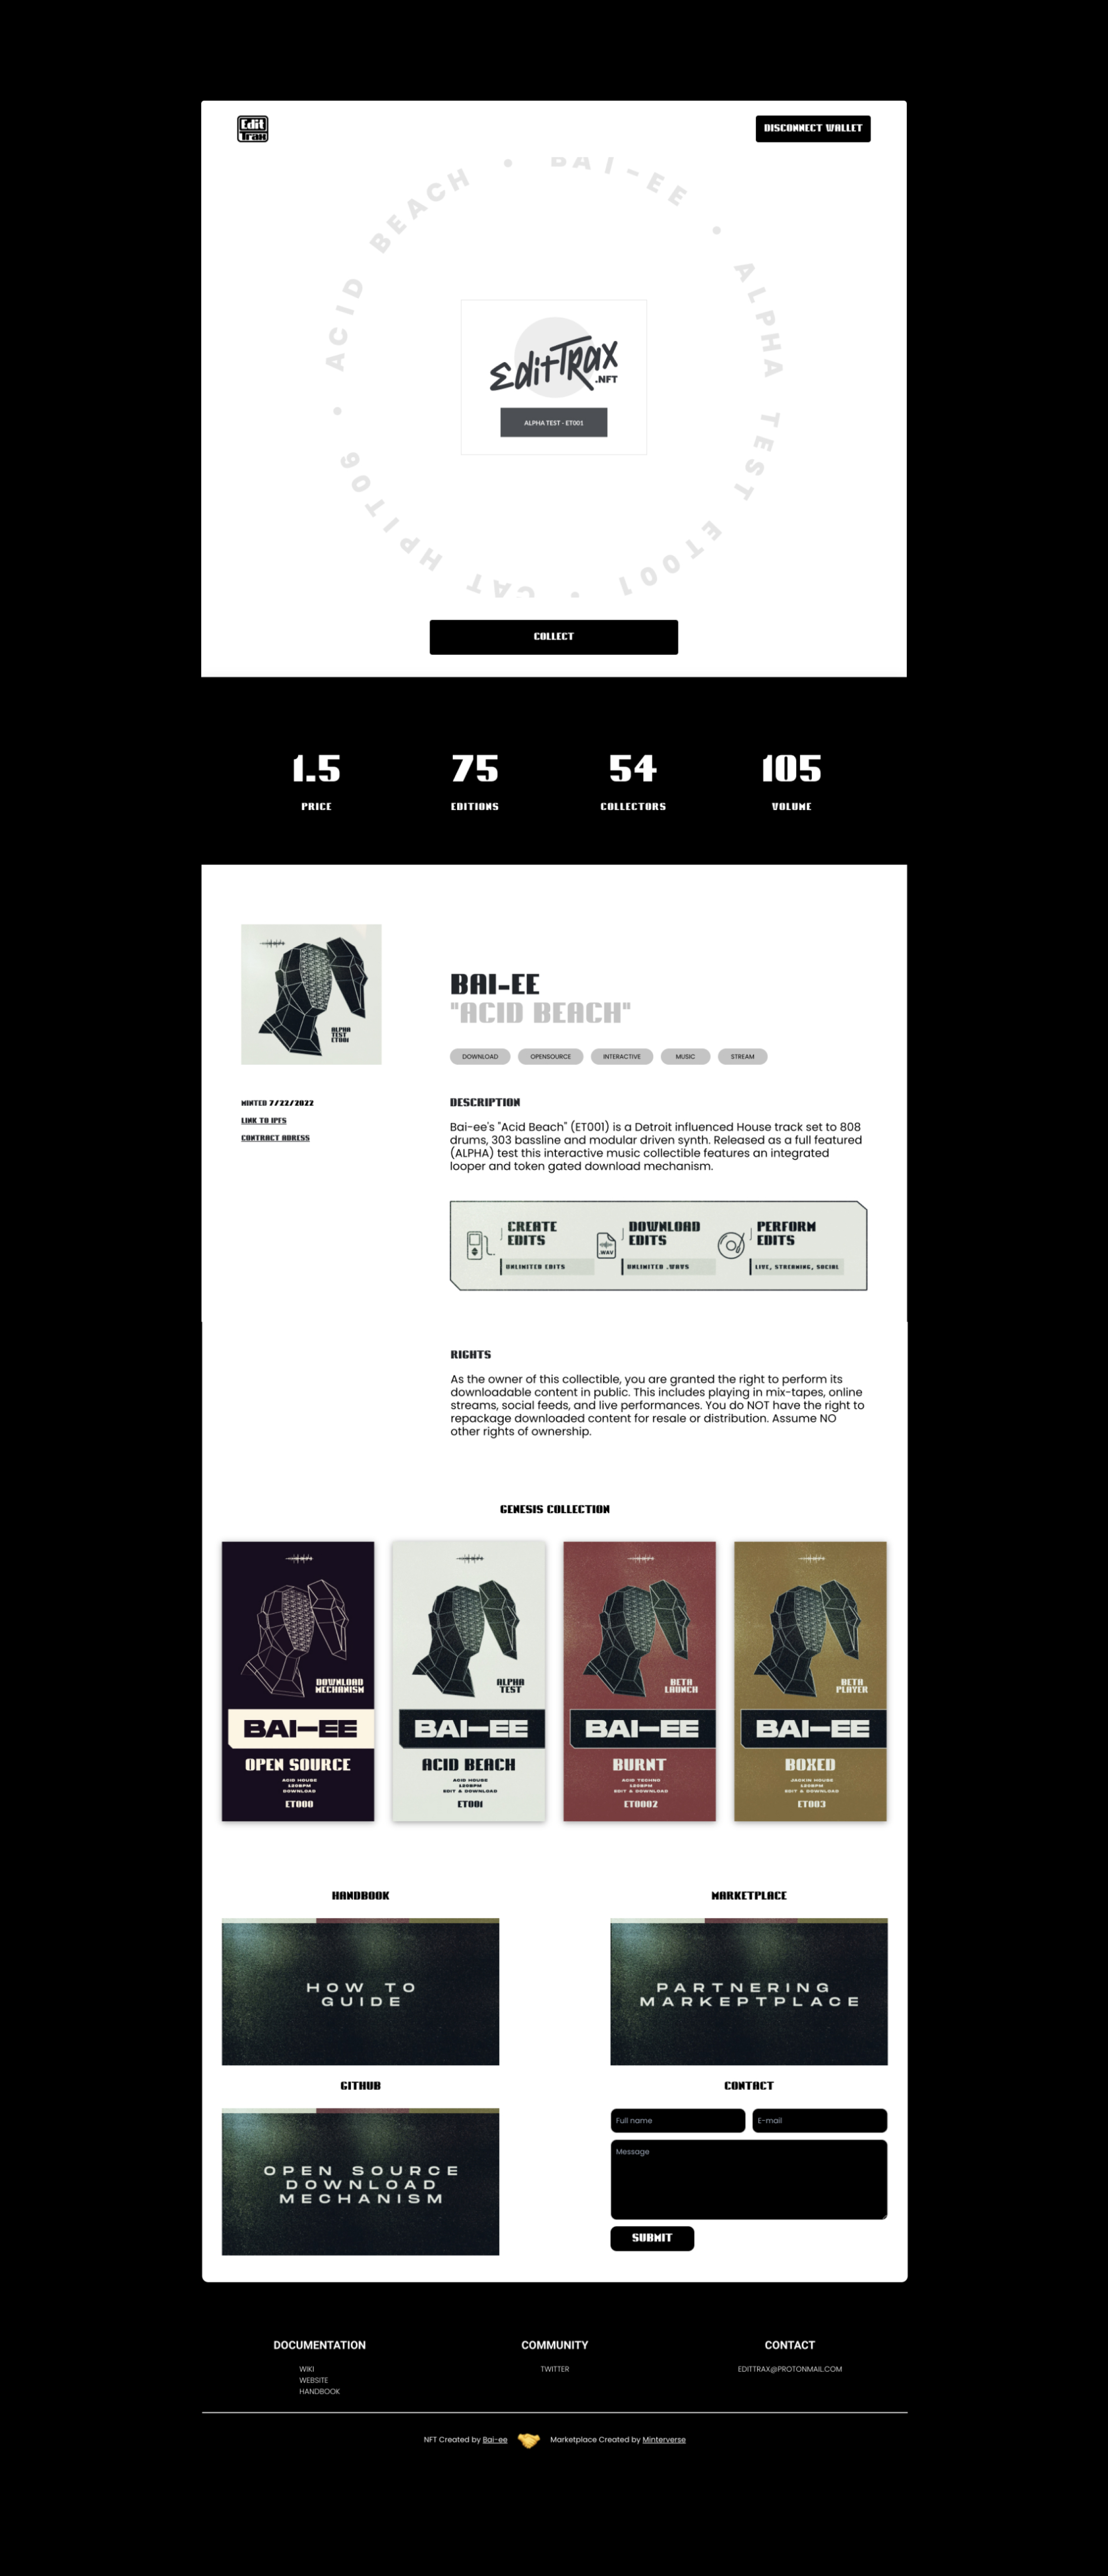 Edit
Trax
DISCONNECT WALLET
BAI-EE • ALPHA TEST ET001 • CAT HPIT06 • ACID BEACH •
EditTrax
.NFT
ALPHA TEST - ET001
COLLECT
1.5
PRICE
75
EDITIONS
54
COLLECTORS
105
VOLUME
ALPHA
TEST
ET001
MINTED 7/22/2022
LINK TO IPFS
CONTRACT ADRESS
BAI-EE
"ACID BEACH"
DOWNLOAD
OPENSOURCE
INTERACTIVE
MUSIC
STREAM
DESCRIPTION
Bai-ee's "Acid Beach" (ET001) is a Detroit influenced House track set to 808
drums, 303 bassline and modular driven synth. Released as a full featured
(ALPHA) test this interactive music collectible features an integrated
looper and token gated download mechanism.
CREATE
EDITS
UNLIMITED EDITS
.WAV
DOWNLOAD
EDITS
UNLIMITED .WAVS
PERFORM
EDITS
LIVE, STREAMING, SOCIAL
RIGHTS
As the owner of this collectible, you are granted the right to perform its
downloadable content in public. This includes playing in mix-tapes, online
streams, social feeds, and live performances. You do NOT have the right to
repackage downloaded content for resale or distribution. Assume NO
other rights of ownership.
GENESIS COLLECTION
DOWNLOAD
MECHANISM
BAI-EE
OPEN SOURCE
ACID HOUSE
120BPM
DOWNLOAD
ET000
ALPHA
TEST
BAI-EE
ACID BEACH
ACID HOUSE
120BPM
EDIT & DOWNLOAD
ET001
BETA
LAUNCH
BAI-EE
BURNT
ACID TECHNO
125BPM
EDIT & DOWNLOAD
ET0002
BETA
PLAYER
BAI-EE
BOXED
JACKIN HOUSE
EDIT & DOWNLOAD
ET003
HANDBOOK
HOW TO
GUIDE
MARKETPLACE
PARTNERING
MARKEPTPLACE
GITHUB
OPEN SOURCE
DOWNLOAD
MECHANISM
CONTACT
Full name
E-mail
Message
SUBMIT
DOCUMENTATION
WIKI
WEBSITE
HANDBOOK
COMMUNITY
TWITTER
CONTACT
EDITTRAX@PROTONMAIL.COM
NFT Created by Bai-ee
Marketplace Created by Minterverse